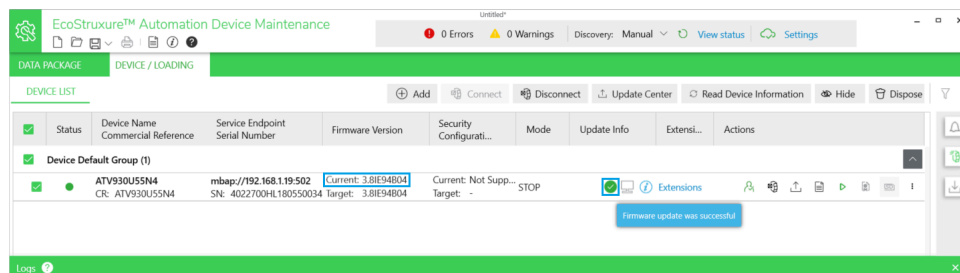 Untitled*
EcoStruxure™ Automation Device Maintenance
0 Errors 0 Warnings Discovery: Manual View status Settings
DATA PACKAGE DEVICE / LOADING
DEVICE LIST
Add Connect Disconnect Update Center Read Device Information Hide Dispose
Status Device Name Service Endpoint Firmware Version Security Mode Update Info Extensi... Actions
Commercial Reference Serial Number Configurati...
Device Default Group (1)
ATV930U55N4 mbap://192.168.1.19:502 Current: 3.8IE94B04 Current: Not Supp... STOP Extensions
CR: ATV930U55N4 SN: 4022700HL180550034 Target: 3.8IE94B04 Target: -
Firmware update was successful
Logs